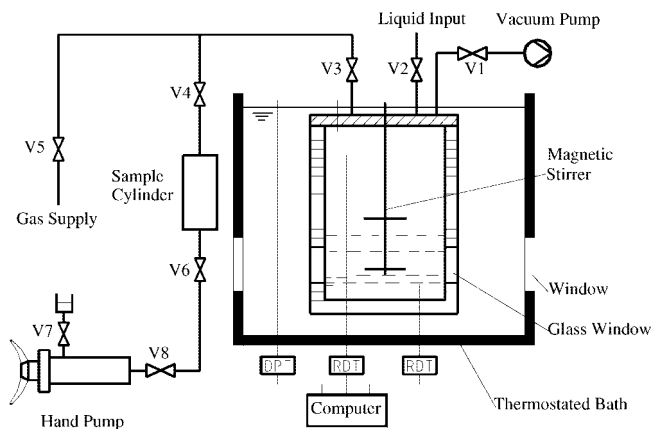 Liquid Input
Vacuum Pump
V3
V2
V1
V4
V5
Sample
Cylinder
Magnetic
Stirrer
Gas Supply
V6
Window
V7
V8
Glass Window
DPT
RDT
RDT
Computer
Thermostated Bath
Hand Pump